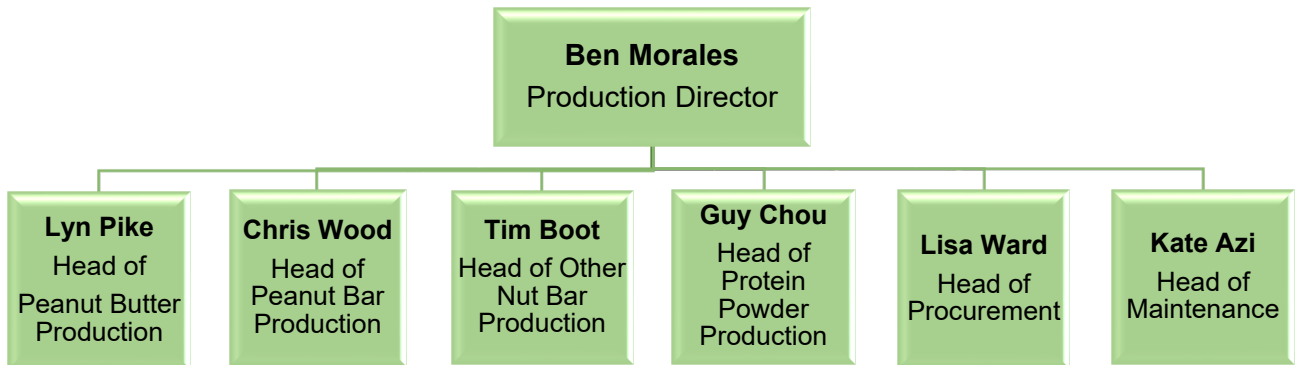 Ben Morales
Production Director
Lyn Pike
Head of
Peanut Butter
Production
Chris Wood
Head of
Peanut Bar
Production
Tim Boot
Head of Other
Nut Bar
Production
Guy Chou
Head of
Protein
Powder
Production
Lisa Ward
Head of
Procurement
Kate Azi
Head of
Maintenance